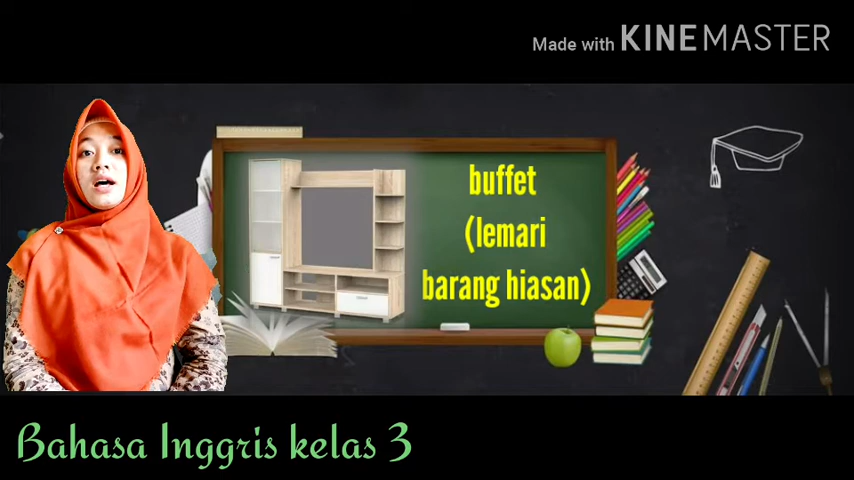 Made with KINEMASTER
buffet
(lemari
barang hiasan)
Bahasa Inggris kelas 3